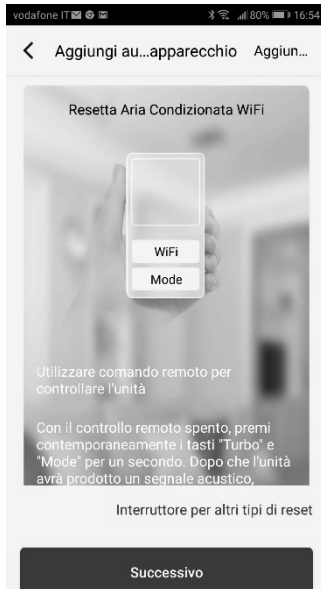 vodafone IT 80% 16:54
Aggiungi au...apparecchio Aggiun...
Resetta Aria Condizionata WiFi
WiFi
Mode
Utilizzare comando remoto per
controllare l'unità
Con il controllo remoto spento, premi
contemporaneamente i tasti "Turbo" e
"Mode" per un secondo. Dopo che l'unità
avrà prodotto un segnale acustico,
Interruttore per altri tipi di reset
Successivo